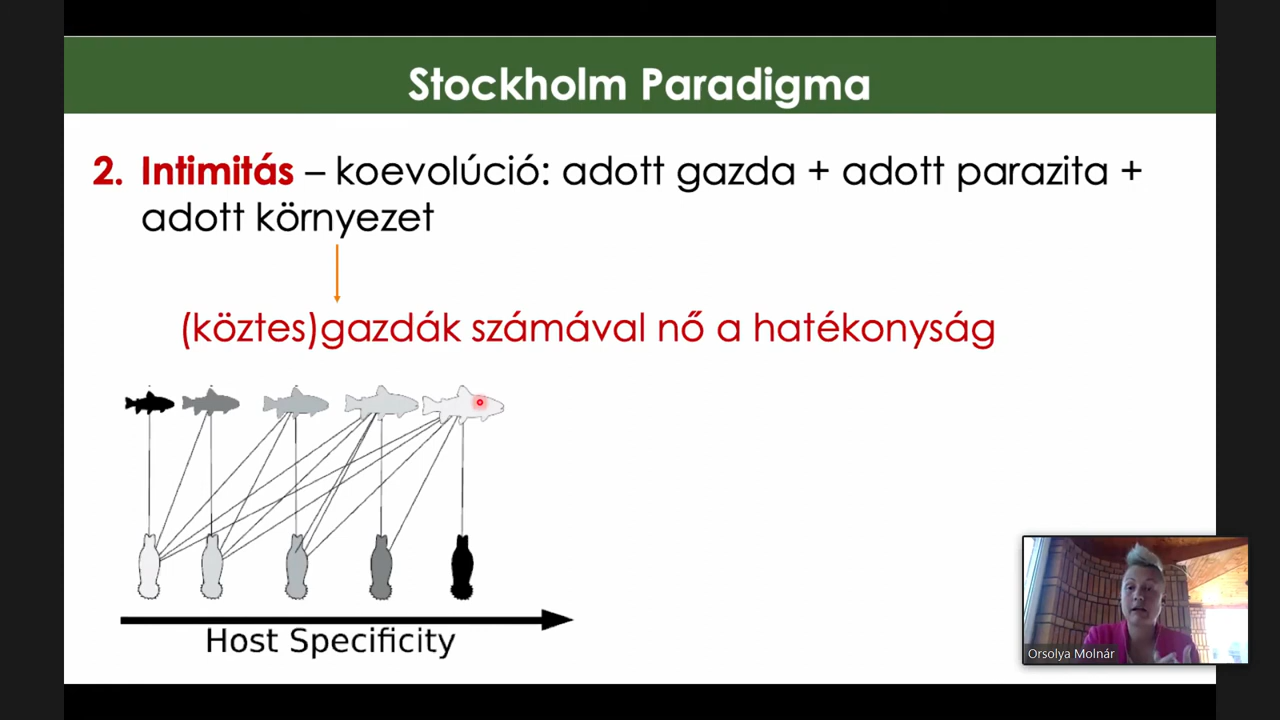 Stockholm Paradigma
2. Intimitás – koevolúció: adott gazda + adott parazita +
adott környezet
(köztes)gazdák számával nő a hatékonyság
Host Specificity
Orsolya Molnár